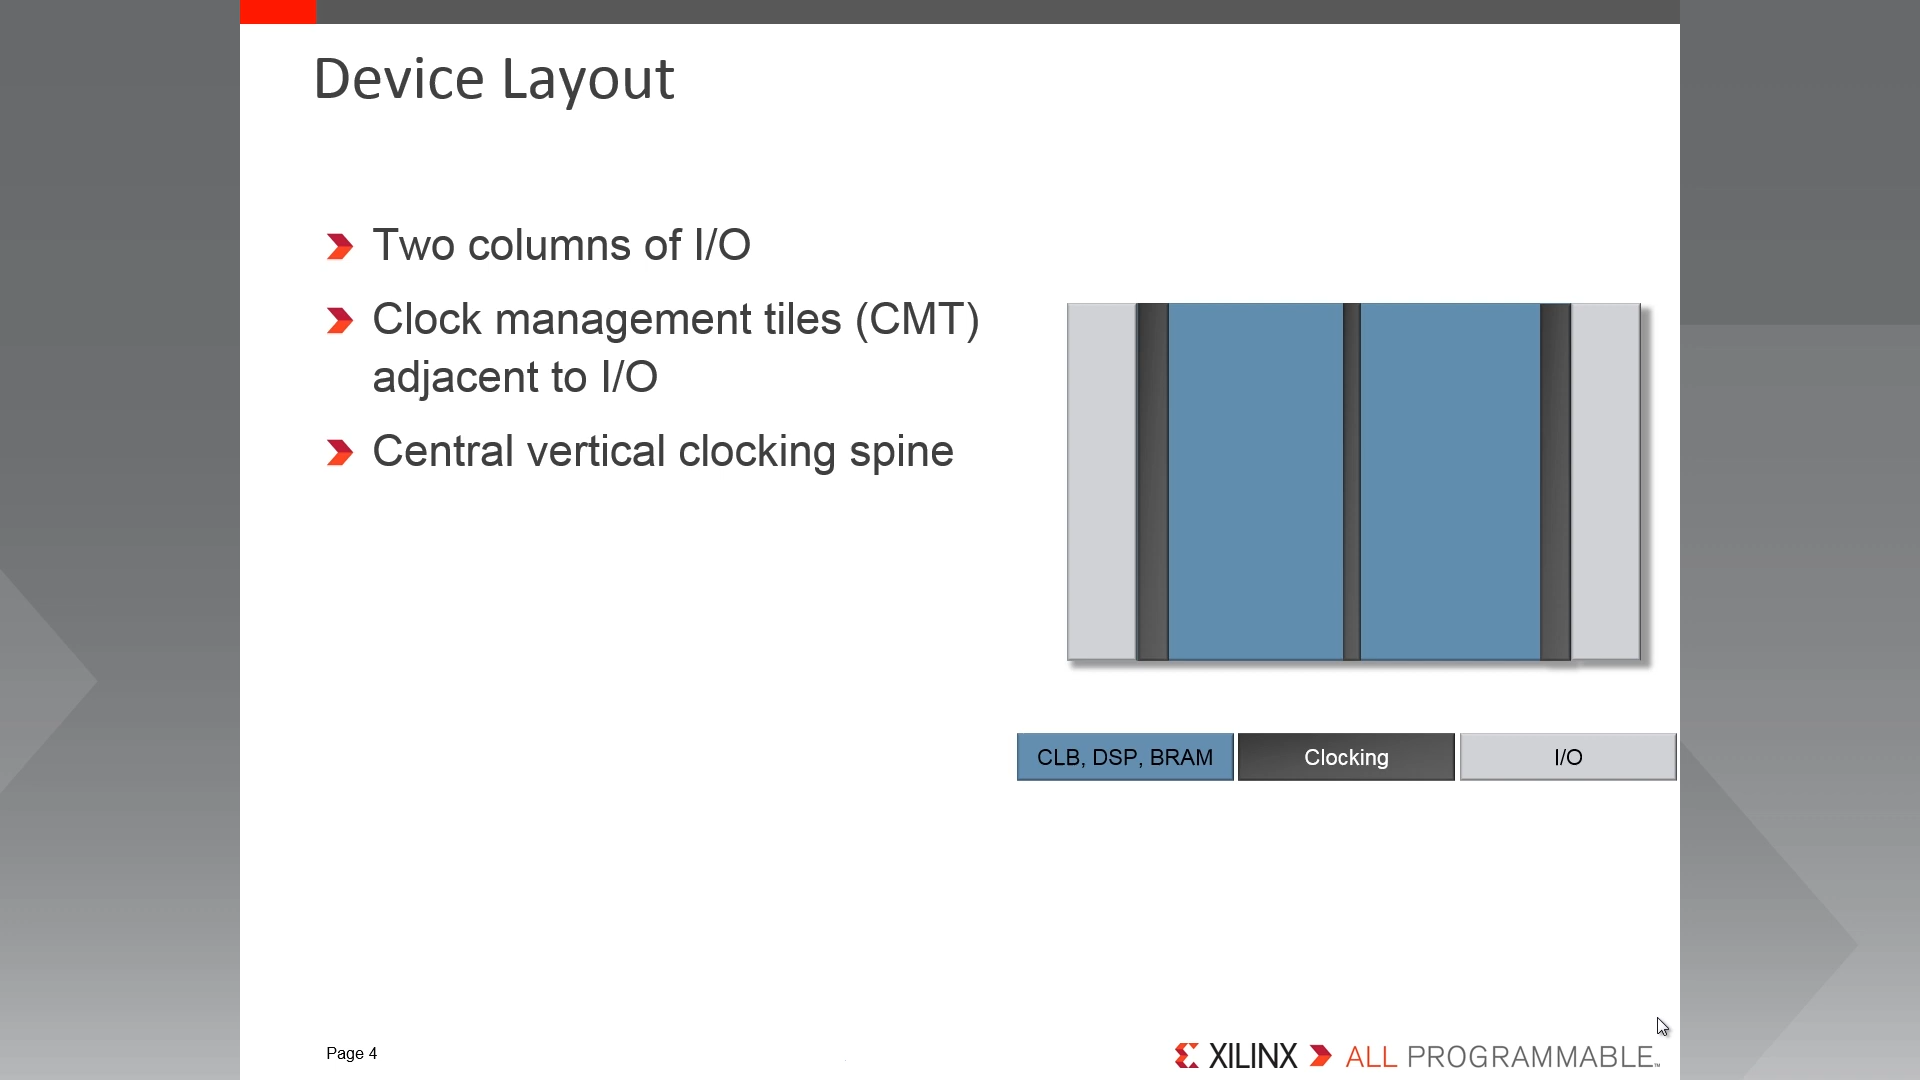 Device Layout
Two columns of I/O
Clock management tiles (CMT)
adjacent to I/O
Central vertical clocking spine
CLB, DSP, BRAM
Clocking
I/O
Page 4
XILINX ALL PROGRAMMABLE™